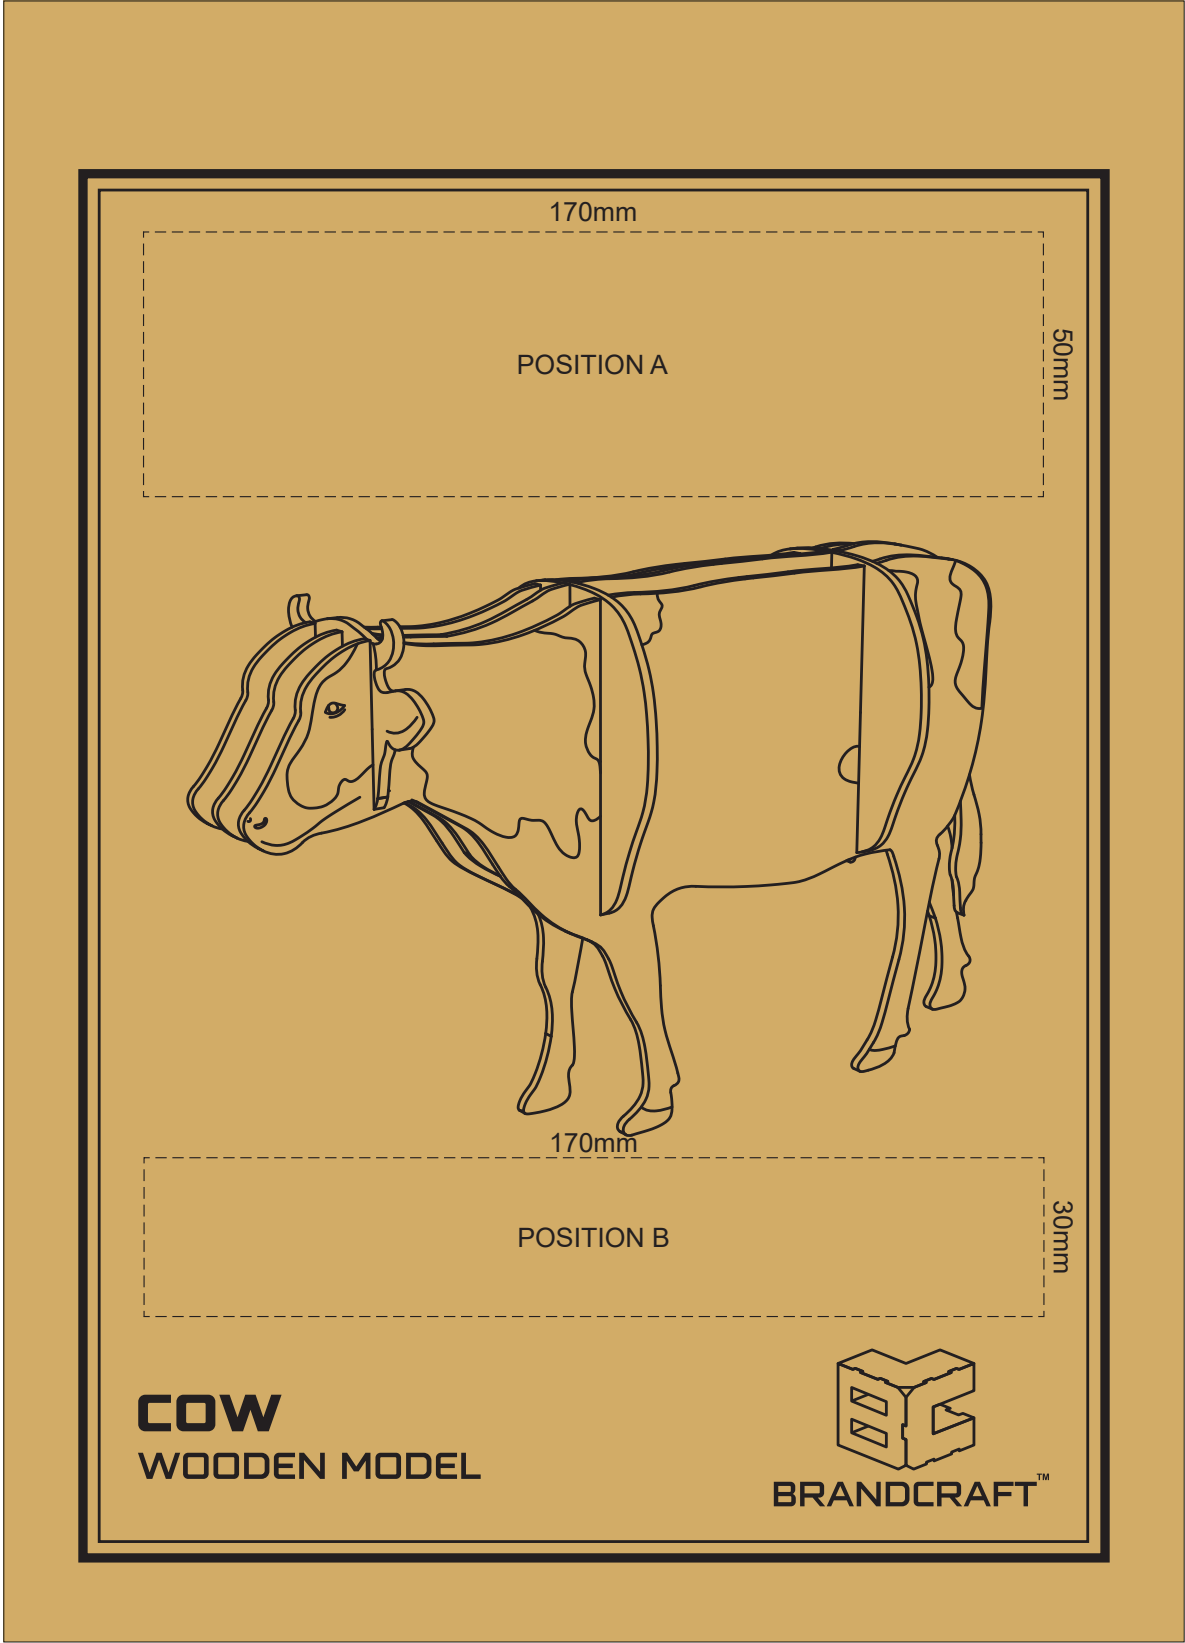 170mm
50mm
POSITION A
170mm
30mm
POSITION B
COW
WOODEN MODEL
BRANDCRAFT™